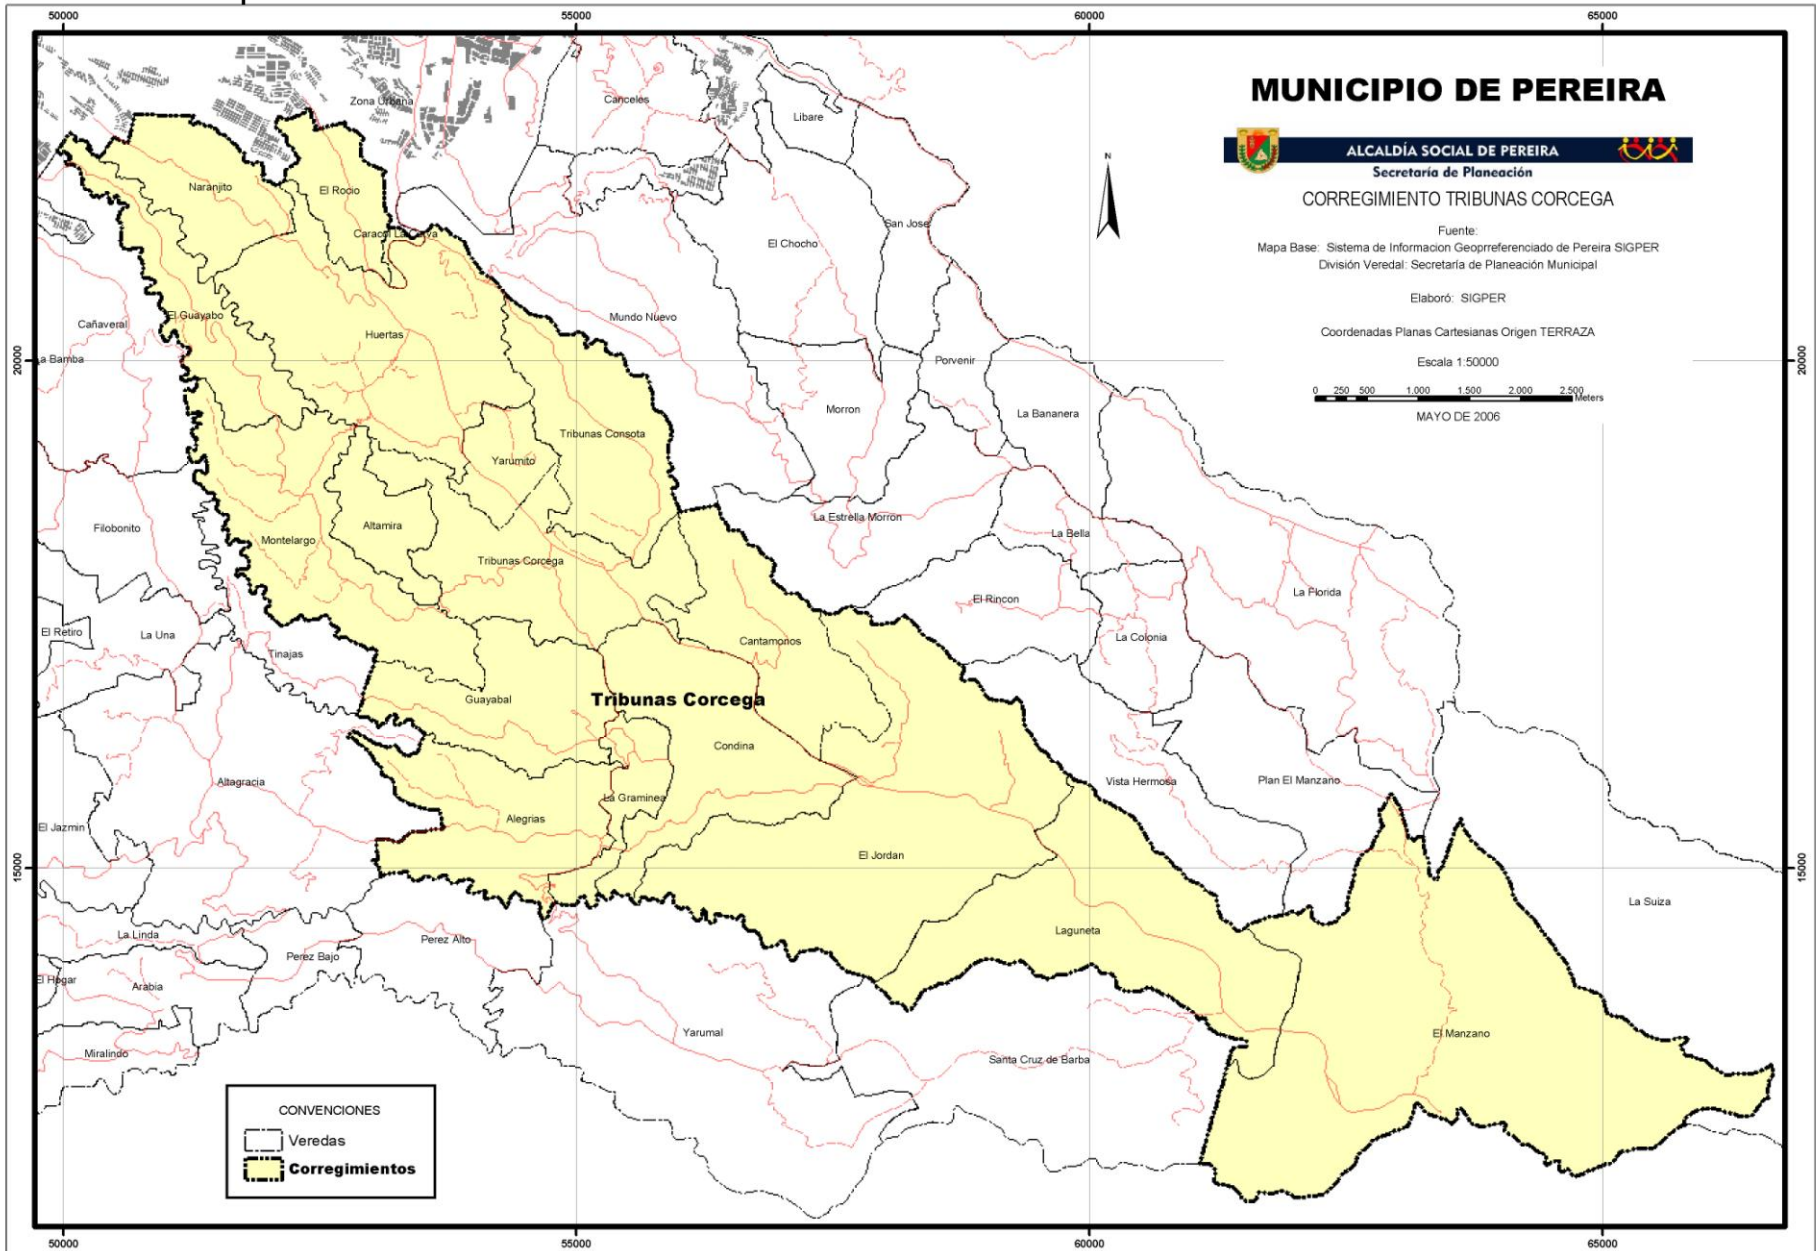 50000
55000
60000
65000
MUNICIPIO DE PEREIRA
ALCALDÍA SOCIAL DE PEREIRA
Secretaría de Planeación
CORREGIMIENTO TRIBUNAS CORCEGA
Fuente:
Mapa Base: Sistema de Informacion Geoprreferenciado de Pereira SIGPER
División Veredal: Secretaría de Planeación Municipal
Elaboró: SIGPER
Coordenadas Planas Cartesianas Origen TERRAZA
Escala 1:50000
0 250 500 1.000 1.500 2.000 2.500 Meters
MAYO DE 2006
N
Zona Urbana
Canceles
Libare
Naranjito
El Rocio
San Jose
Caracol La Curva
El Chocho
El Guayabo
Mundo Nuevo
Cañaveral
Huertas
20000
20000
La Bamba
Porvenir
Morron
La Bananera
Tribunas Consota
Yarumito
La Estrella Morron
Filobonito
Altamira
La Bella
Montelargo
Tribunas Corcega
La Florida
El Rincon
El Retiro
La Una
La Colonia
Cantamonos
Tinajas
Guayabal
Tribunas Corcega
Condina
Altagracia
Vista Hermosa
Plan El Manzano
La Graminea
El Jazmin
Alegrias
El Jordan
15000
15000
La Suiza
La Linda
Perez Alto
Laguneta
Perez Bajo
El Hogar
Arabia
Yarumal
El Manzano
Miralindo
Santa Cruz de Barba
CONVENCIONES
Veredas
Corregimientos
50000
55000
60000
65000